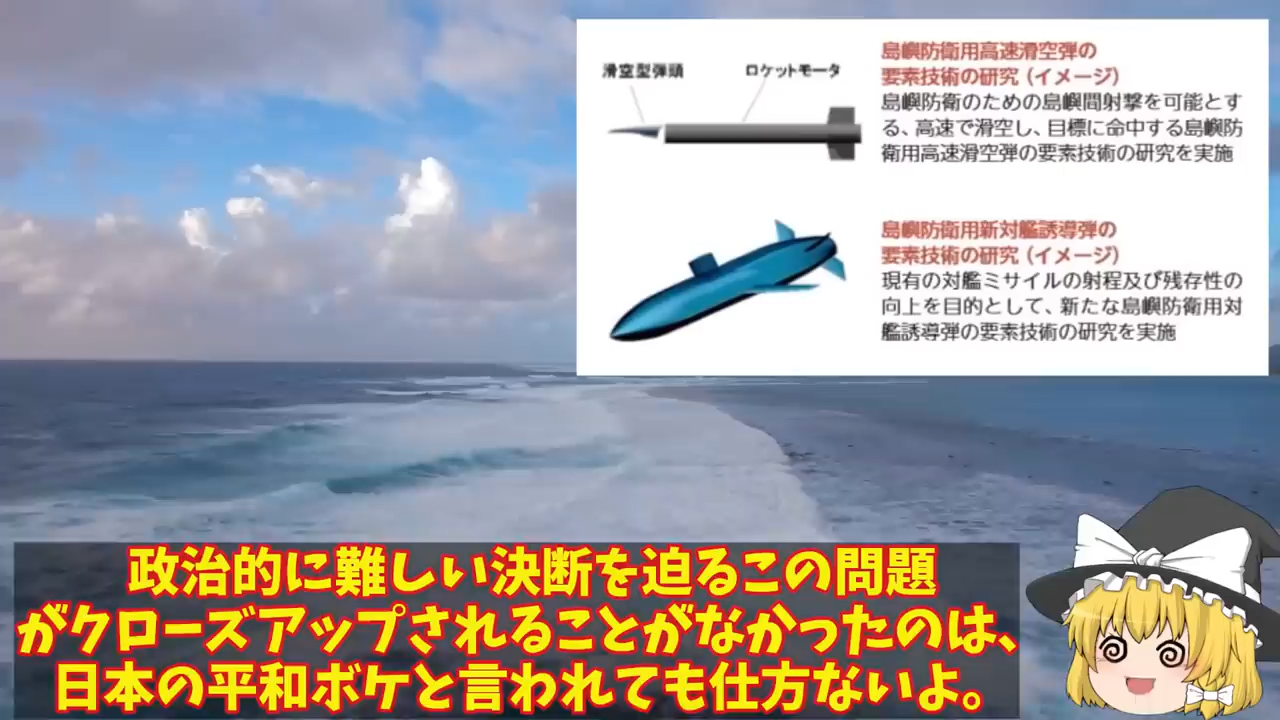 滑空型弾頭
ロケットモータ
島嶼防衛用高速滑空弾の
要素技術の研究（イメージ）
島嶼防衛のための島嶼間射撃を可能とす
る、高速で滑空し、目標に命中する島嶼防
衛用高速滑空弾の要素技術の研究を実施
島嶼防衛用新対艦誘導弾の
要素技術の研究（イメージ）
現有の対艦ミサイルの射程及び残存性の
向上を目的として、新たな島嶼防衛用対
艦誘導弾の要素技術の研究を実施
政治的に難しい決断を迫るこの問題
がクローズアップされることがなかったのは、
日本の平和ボケと言われても仕方ないよ。